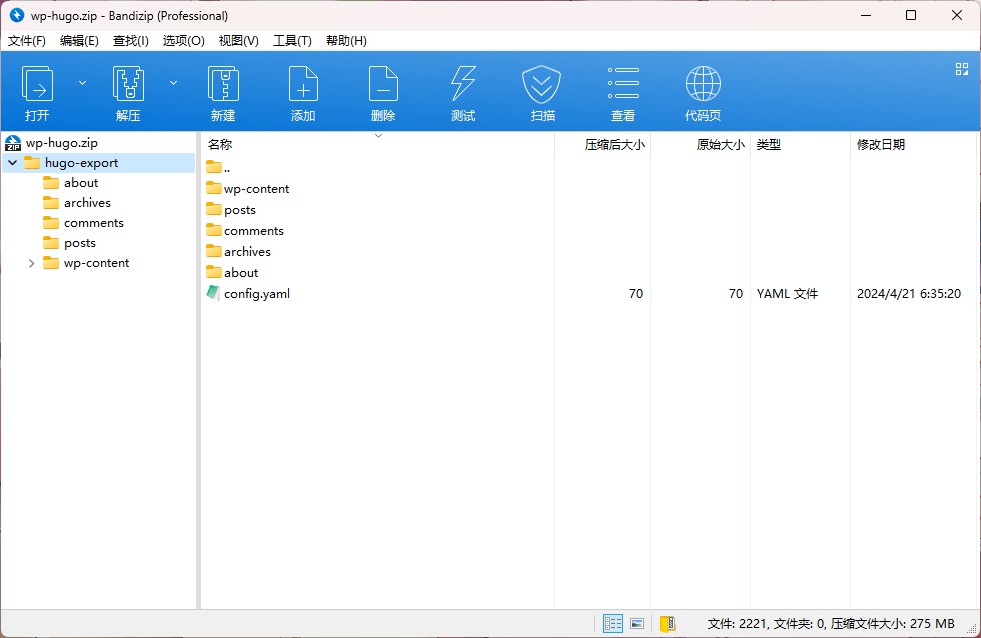 wp-hugo.zip - Bandizip (Professional)
文件(F) 编辑(E) 查找(I) 选项(O) 视图(V) 工具(T) 帮助(H)
打开 解压 新建 添加 删除 测试 扫描 查看 代码页
ZIP wp-hugo.zip
hugo-export
about
archives
comments
posts
wp-content
名称 压缩后大小 原始大小 类型 修改日期
..
wp-content
posts
comments
archives
about
config.yaml 70 70 YAML 文件 2024/4/21 6:35:20
文件: 2221, 文件夹: 0, 压缩文件大小: 275 MB